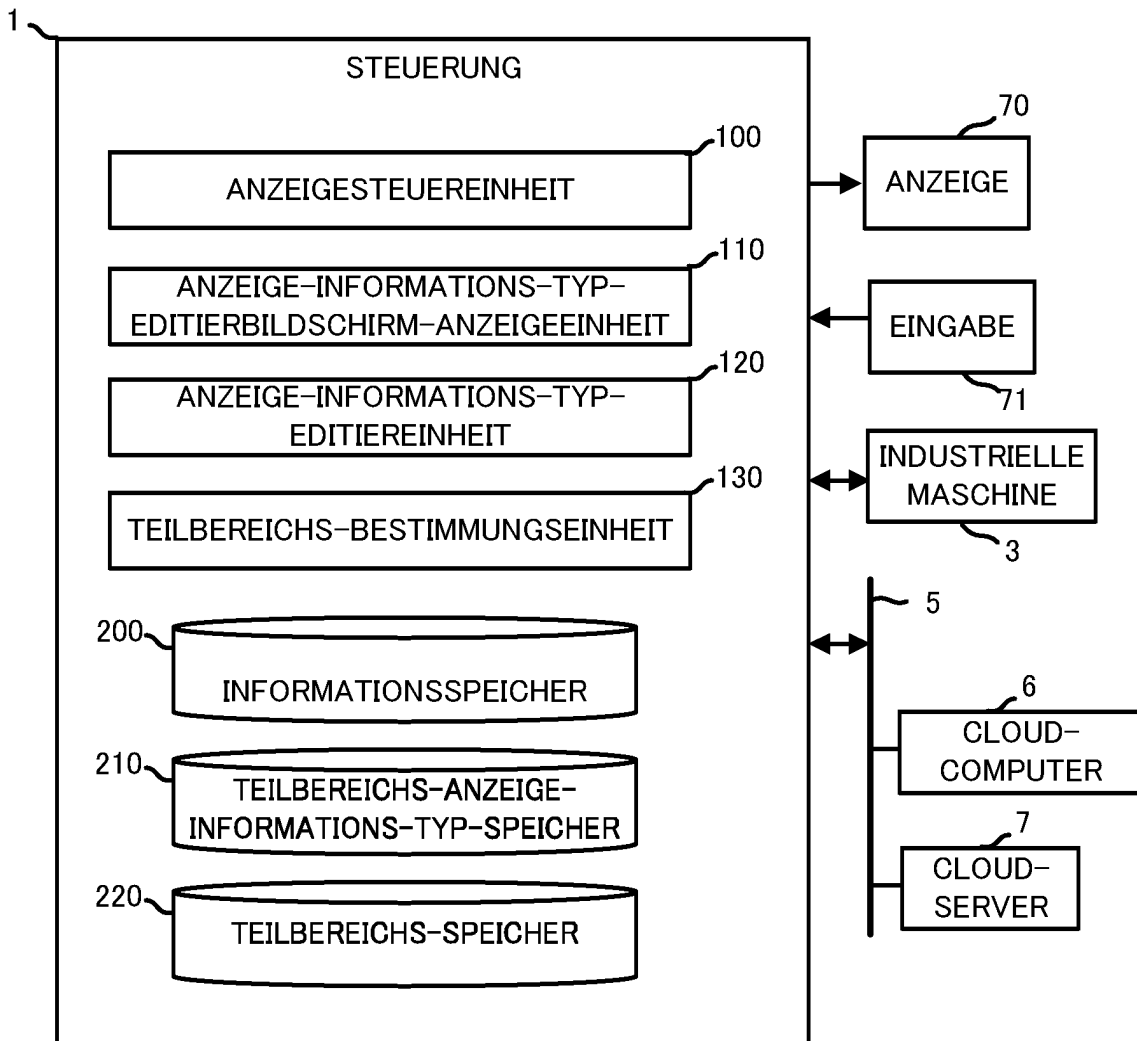 1
STEUERUNG
100
ANZEIGESTEUEREINHEIT
110
ANZEIGE-INFORMATIONS-TYP-
EDITIERBILDSCHIRM-ANZEIGEEINHEIT
120
ANZEIGE-INFORMATIONS-TYP-
EDITIEREINHEIT
130
TEILBEREICHS-BESTIMMUNGSEINHEIT
200
INFORMATIONSSPEICHER
210
TEILBEREICHS-ANZEIGE-
INFORMATIONS-TYP-SPEICHER
220
TEILBEREICHS-SPEICHER
70
ANZEIGE
EINGABE
71
INDUSTRIELLE
MASCHINE
3
5
6
CLOUD-
COMPUTER
7
CLOUD-
SERVER